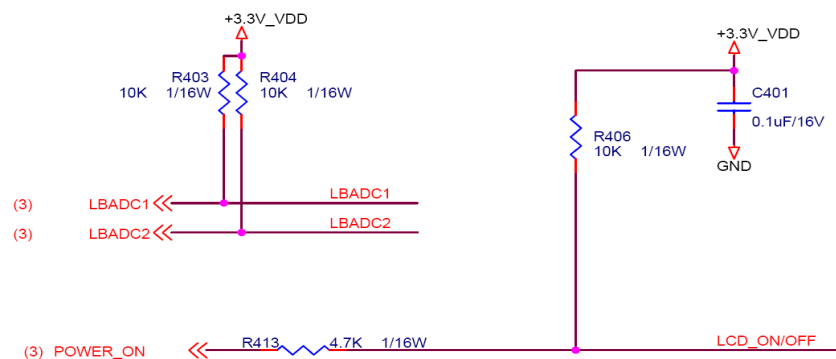 +3.3V_VDD
+3.3V_VDD
R403 R404
10K 1/16W 10K 1/16W
C401
0.1uF/16V
R406
10K 1/16W
GND
(3) LBADC1 LBADC1
(3) LBADC2 LBADC2
R413 4.7K 1/16W LCD_ON/OFF
(3) POWER_ON